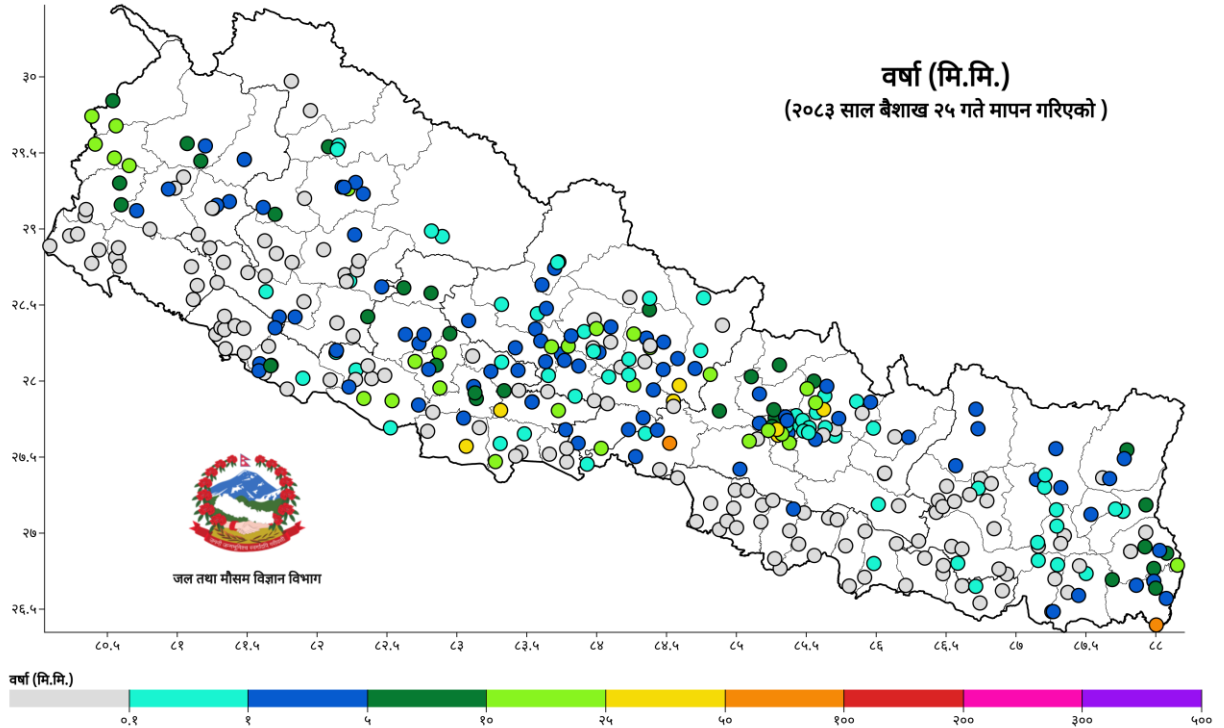 वर्षा (मि.मि.)
(२०८३ साल बैशाख २५ गते मापन गरिएको )
३०
२९.५
२९
२८.५
२८
२७.५
२७
२६.५
जल तथा मौसम विज्ञान विभाग
८०.५ ८१ ८१.५ ८२ ८२.५ ८३ ८३.५ ८४ ८४.५ ८५ ८५.५ ८६ ८६.५ ८७ ८७.५ ८८
वर्षा (मि.मि.)
०.१ १ ५ १० २५ ५० १०० २०० ३०० ५००